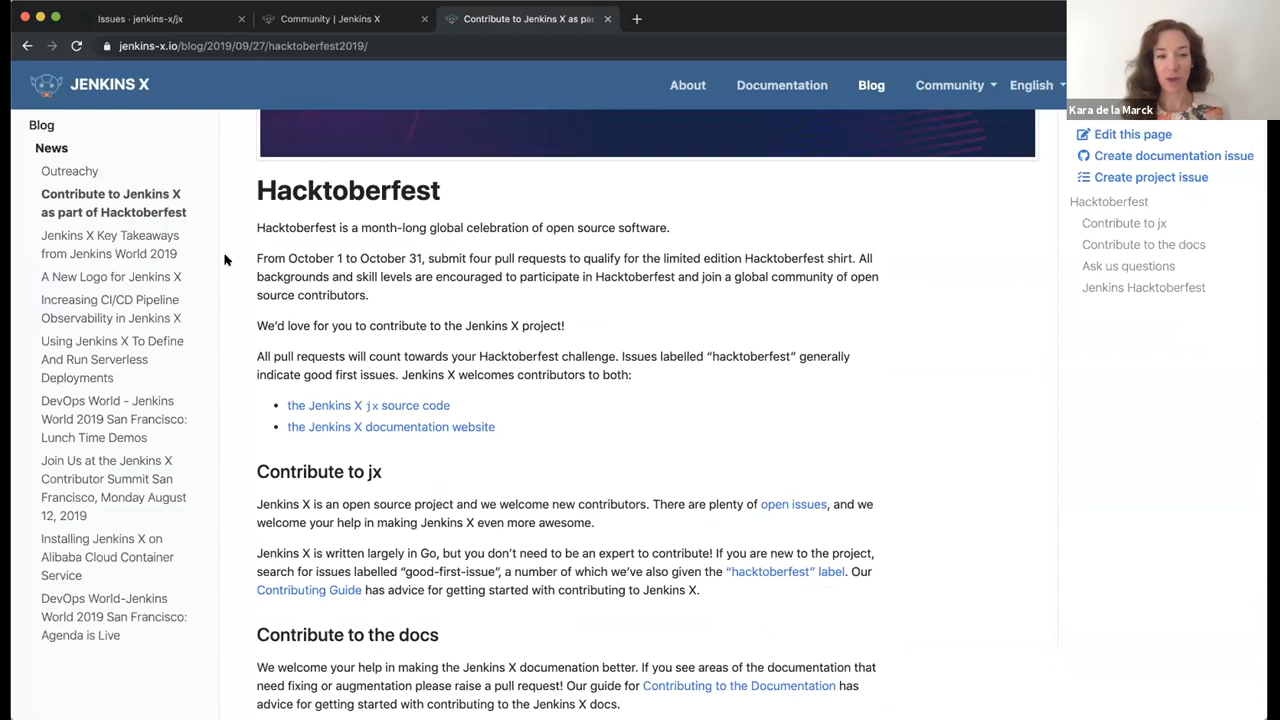 Issues · jenkins-x/jx
Community | Jenkins X
Contribute to Jenkins X as par
jenkins-x.io/blog/2019/09/27/hacktoberfest2019/
JENKINS X
About
Documentation
Blog
Community
English
Kara de la Marck
Blog
News
Outreachy
Contribute to Jenkins X
as part of Hacktoberfest
Jenkins X Key Takeaways
from Jenkins World 2019
A New Logo for Jenkins X
Increasing CI/CD Pipeline
Observability in Jenkins X
Using Jenkins X To Define
And Run Serverless
Deployments
DevOps World - Jenkins
World 2019 San Francisco:
Lunch Time Demos
Join Us at the Jenkins X
Contributor Summit San
Francisco, Monday August
12, 2019
Installing Jenkins X on
Alibaba Cloud Container
Service
DevOps World-Jenkins
World 2019 San Francisco:
Agenda is Live
Hacktoberfest
Hacktoberfest is a month-long global celebration of open source software.
From October 1 to October 31, submit four pull requests to qualify for the limited edition Hacktoberfest shirt. All
backgrounds and skill levels are encouraged to participate in Hacktoberfest and join a global community of open
source contributors.
We'd love for you to contribute to the Jenkins X project!
All pull requests will count towards your Hacktoberfest challenge. Issues labelled “hacktoberfest” generally
indicate good first issues. Jenkins X welcomes contributors to both:
• the Jenkins X jx source code
• the Jenkins X documentation website
Contribute to jx
Jenkins X is an open source project and we welcome new contributors. There are plenty of open issues, and we
welcome your help in making Jenkins X even more awesome.
Jenkins X is written largely in Go, but you don't need to be an expert to contribute! If you are new to the project,
search for issues labelled “good-first-issue”, a number of which we've also given the “hacktoberfest” label. Our
Contributing Guide has advice for getting started with contributing to Jenkins X.
Contribute to the docs
We welcome your help in making the Jenkins X documenation better. If you see areas of the documentation that
need fixing or augmentation please raise a pull request! Our guide for Contributing to the Documentation has
advice for getting started with contributing to the Jenkins X docs.
Edit this page
Create documentation issue
Create project issue
Hacktoberfest
Contribute to jx
Contribute to the docs
Ask us questions
Jenkins Hacktoberfest